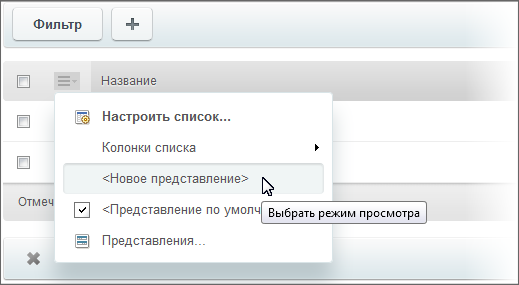 Фильтр
Название
Настроить список...
Колонки списка
<Новое представление>
<Представление по умолч
Выбрать режим просмотра
Отмеч
Представления...